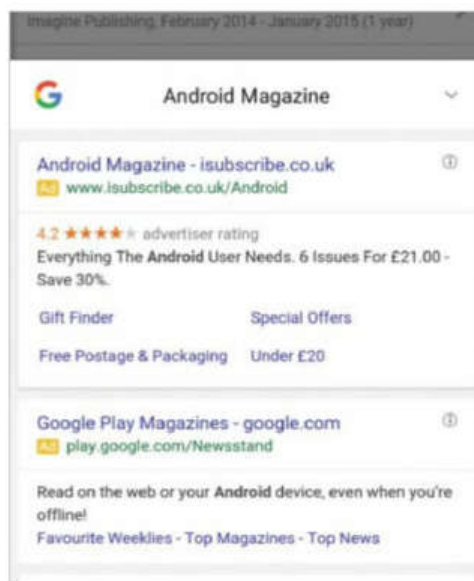 Imagine Publishing, February 2014 - January 2015 (1 year)
Android Magazine
Android Magazine - isubscribe.co.uk
Ad www.isubscribe.co.uk/Android
4.2 ★★★★★ advertiser rating
Everything The Android User Needs. 6 Issues For £21.00 -
Save 30%.
Gift Finder Special Offers
Free Postage & Packaging Under £20
Google Play Magazines - google.com
Ad play.google.com/Newsstand
Read on the web or your Android device, even when you're
offline!
Favourite Weeklies - Top Magazines - Top News